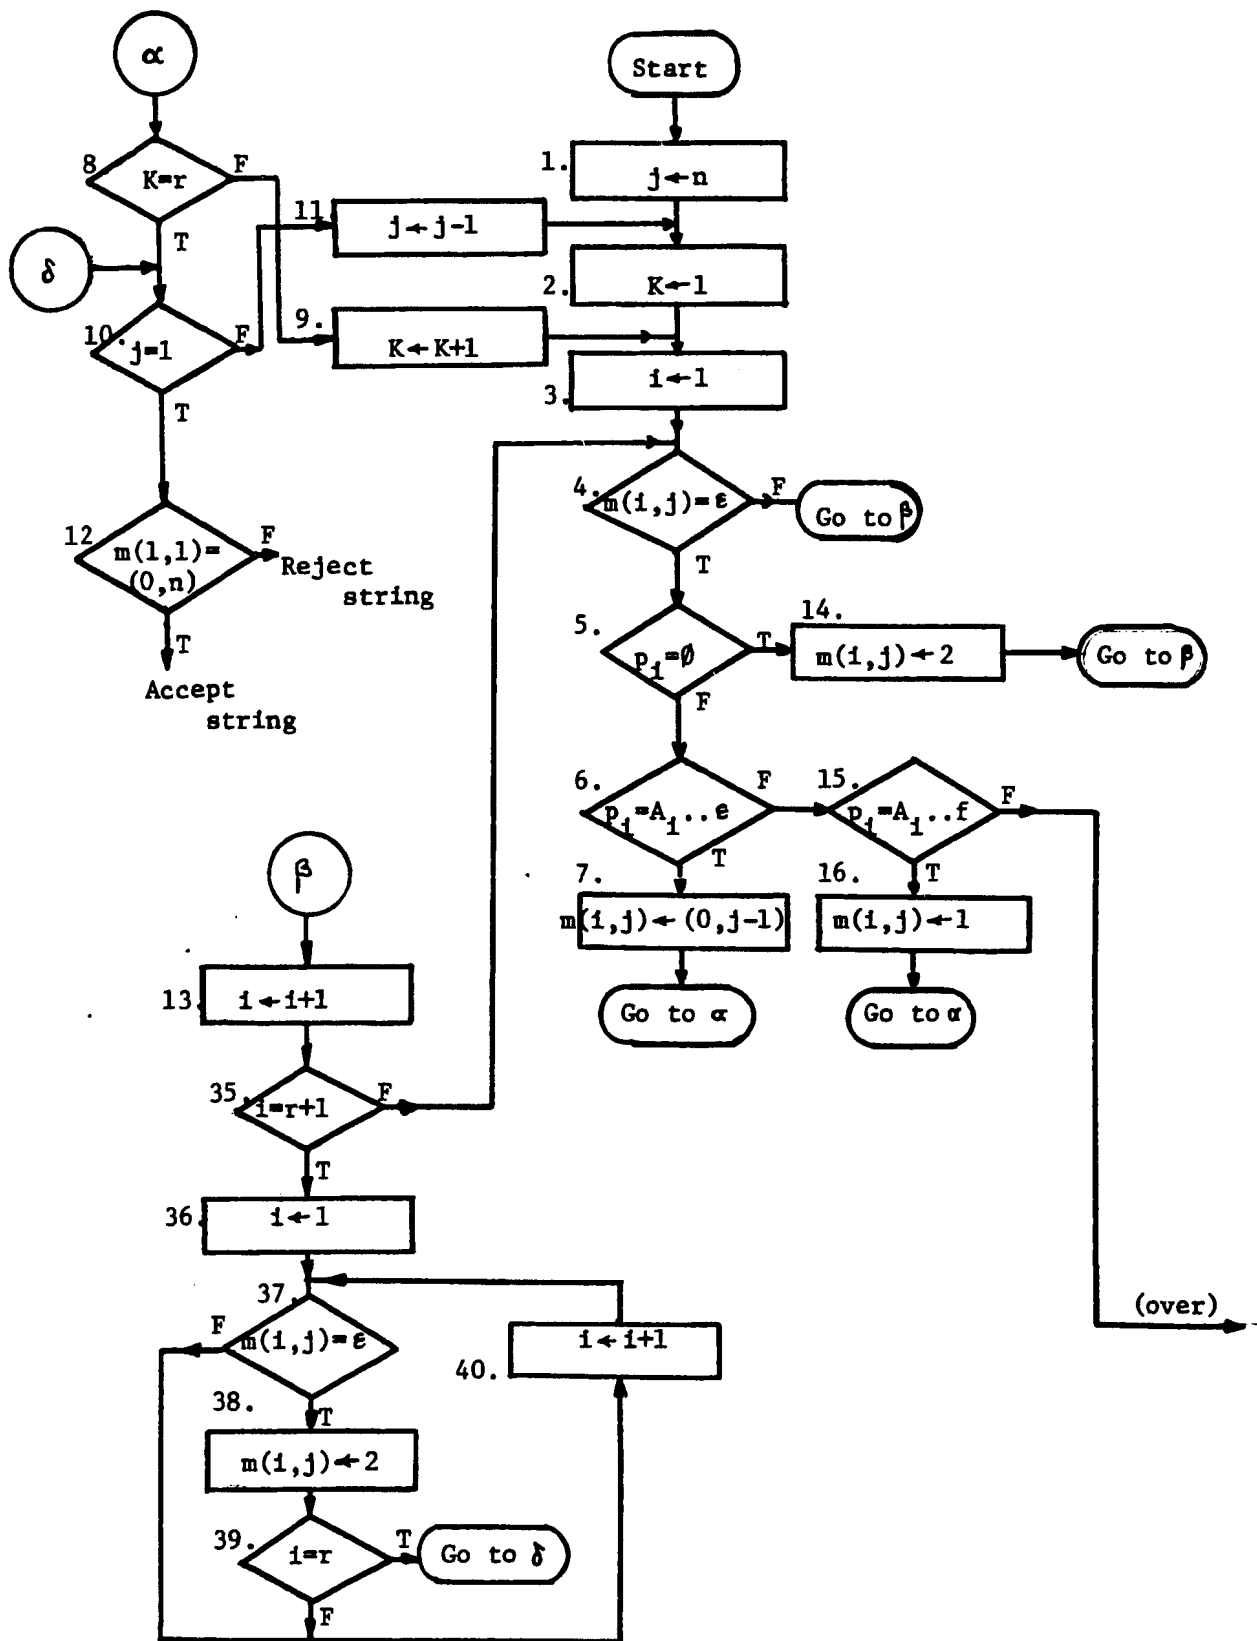 α
Start
8
K=r
F
T
1.
j←n
11.
j←j-1
δ
2.
K←1
10.
j=1
F
T
9.
K←K+1
3.
i←1
4.
m(i,j)=ε
F
Go to β
T
12
m(1,1)=
(0,n)
F
Reject
string
T
Accept
string
5.
p_i=∅
T
F
14.
m(i,j)←2
Go to β
6.
p_i=A_i..e
F
T
15.
p_i=A_i..f
F
T
7.
m(i,j)←(0,j-1)
Go to α
16.
m(i,j)←1
Go to α
β
13.
i←i+1
35.
i=r+1
F
T
36.
i←1
37.
m(i,j)=ε
F
T
40.
i←i+1
(over)
38.
m(i,j)←2
39.
i=r
T
Go to δ
F